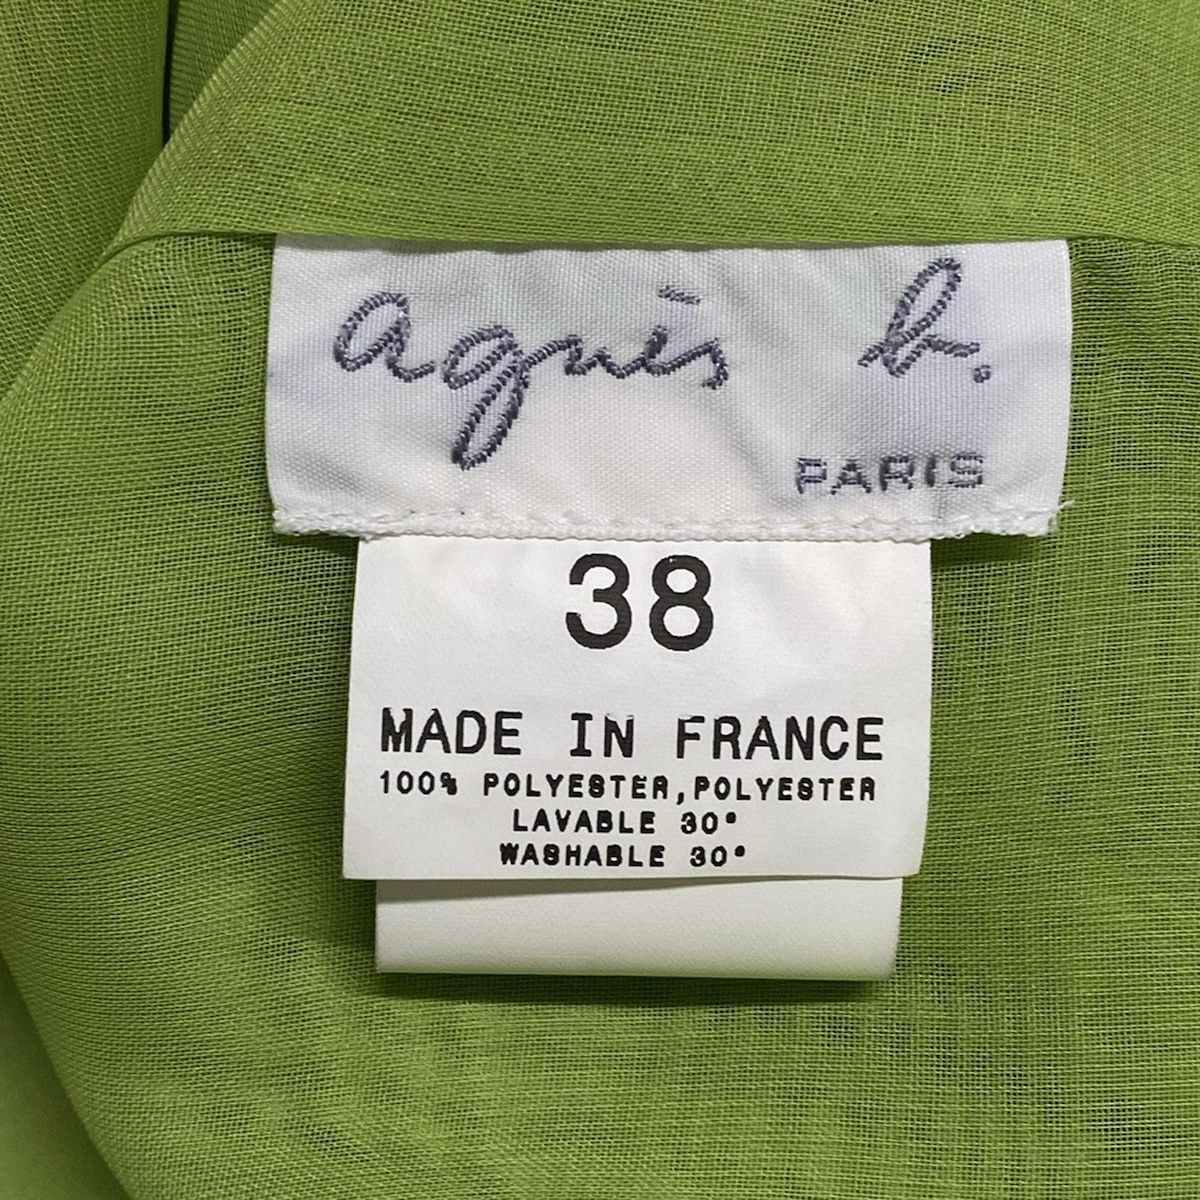 agnès b.
PARIS
38
MADE IN FRANCE
100% POLYESTER,POLYESTER
LAVABLE 30°
WASHABLE 30°